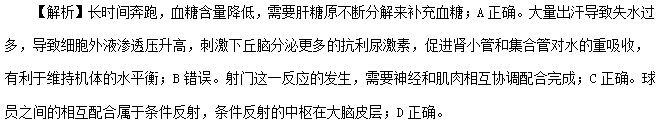 【解析】长时间奔跑，血糖含量降低，需要肝糖原不断分解来补充血糖；A正确。大量出汗导致失水过
多，导致细胞外液渗透压升高，刺激下丘脑分泌更多的抗利尿激素，促进肾小管和集合管对水的重吸收，
有利于维持机体的水平衡；B错误。射门这一反应的发生，需要神经和肌肉相互协调配合完成；C正确。球
员之间的相互配合属于条件反射，条件反射的中枢在大脑皮层；D正确。